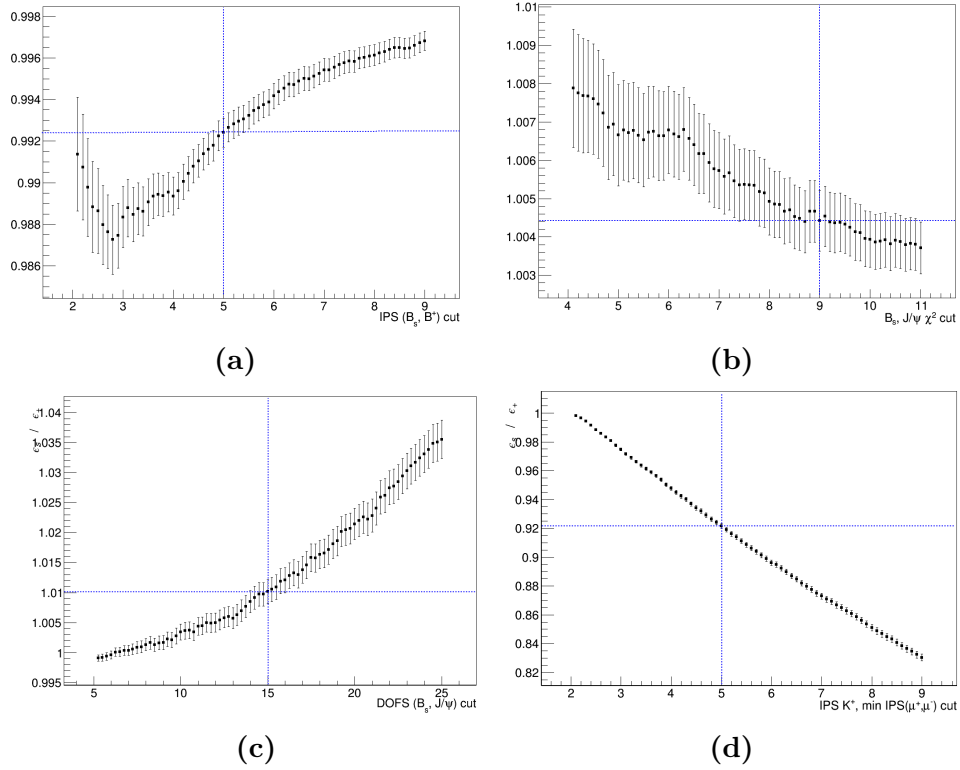 0.998
0.996
0.994
0.992
0.99
0.988
0.986
2 3 4 5 6 7 8 9
IPS (B_s, B⁺) cut
(a)
1.01
1.009
1.008
1.007
1.006
1.005
1.004
1.003
4 5 6 7 8 9 10 11
B_s, J/ψ χ² cut
(b)
1.04
1.035
1.03
1.02
1.02
1.01
1.01
1.005
1
0.995
5 10 15 20 25
DOFS (B_s, J/ψ) cut
(c)
ϵ_s / ϵ_+
1
0.98
0.96
0.94
0.92
0.9
0.88
0.86
0.84
0.82
2 3 4 5 6 7 8 9
IPS K⁺, min IPS(μ⁺,μ⁻) cut
(d)